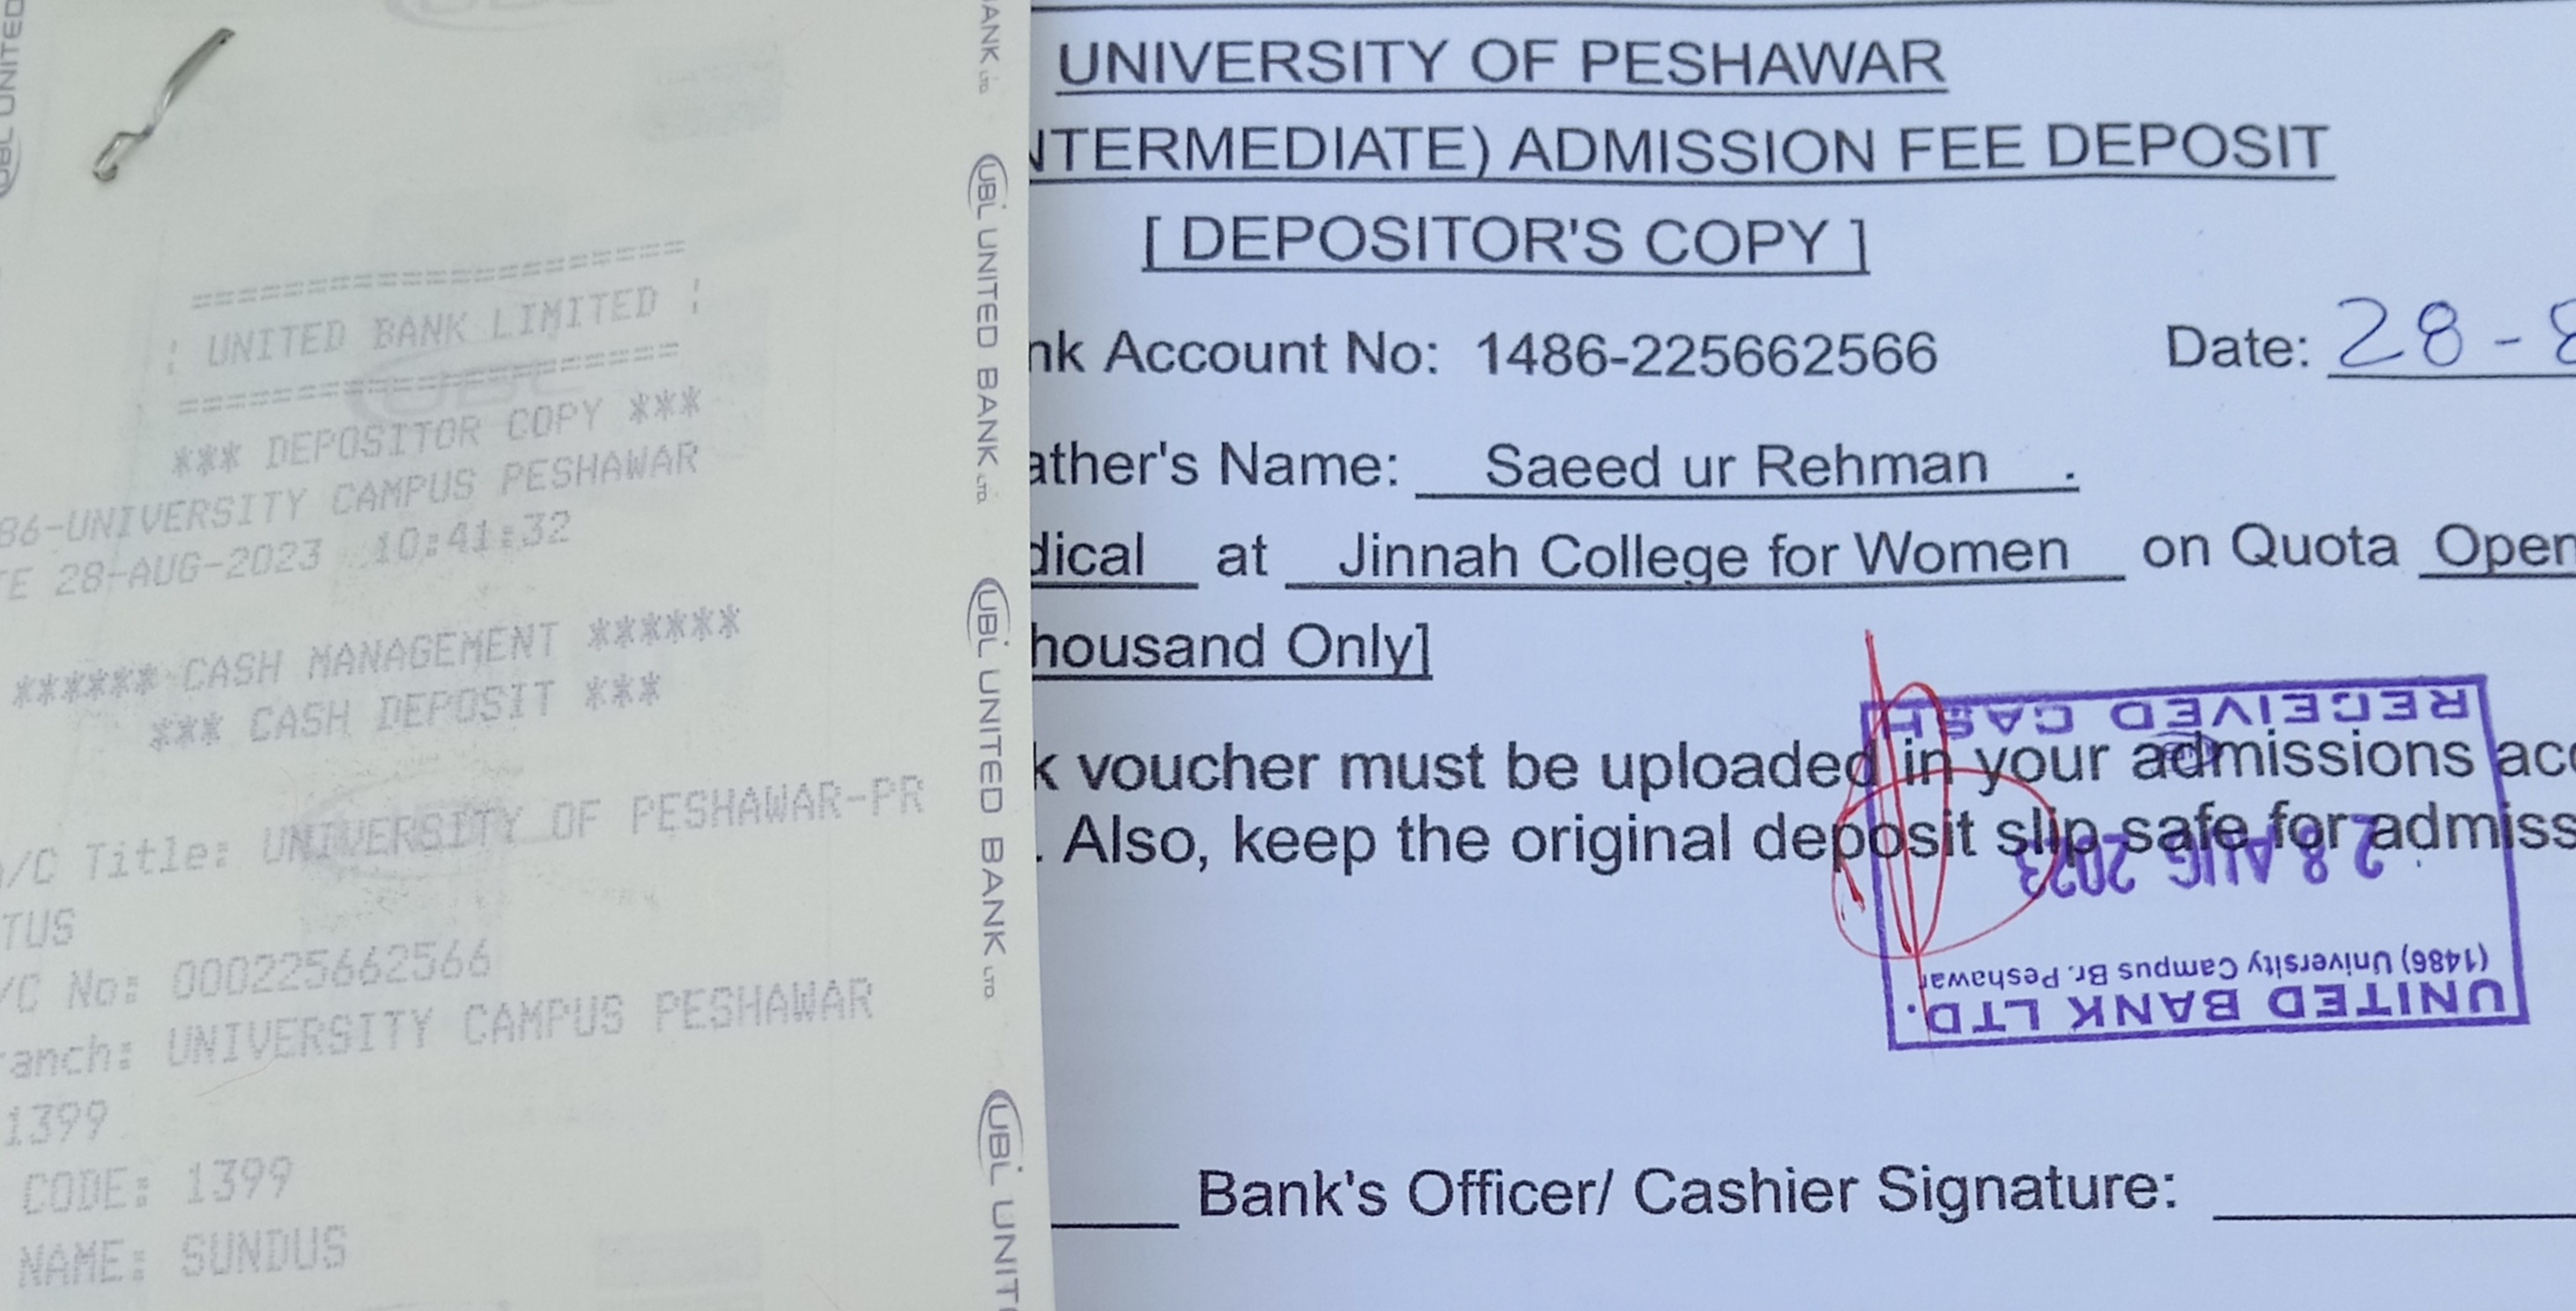 UNITED BANK LIMITED
*** DEPOSITOR COPY ***
86-UNIVERSITY CAMPUS PESHAWAR
TE 28-AUG-2023 10:41:32
****** CASH MANAGEMENT ******
*** CASH DEPOSIT ***
/C Title: UNIVERSITY OF PESHAWAR-PR
TUS
/C No: 000225662566
anch: UNIVERSITY CAMPUS PESHAWAR
1399
CODE: 1399
NAME: SUNDUS
BANK LTD.
UBL UNITED BANK LTD.
UBL UNITED BANK LTD.
UBL UNIT
UBL UNITED
UNIVERSITY OF PESHAWAR
NTERMEDIATE) ADMISSION FEE DEPOSIT
[ DEPOSITOR'S COPY ]
nk Account No: 1486-225662566 Date: 28-8
ather's Name: Saeed ur Rehman .
dical at Jinnah College for Women on Quota Open
housand Only]
k voucher must be uploaded in your admissions acc
. Also, keep the original deposit slip safe for admiss
UNITED BANK LTD.
(1486) University Campus Br. Peshawar
28 AUG 2023
RECEIVED CASH
Bank's Officer/ Cashier Signature: